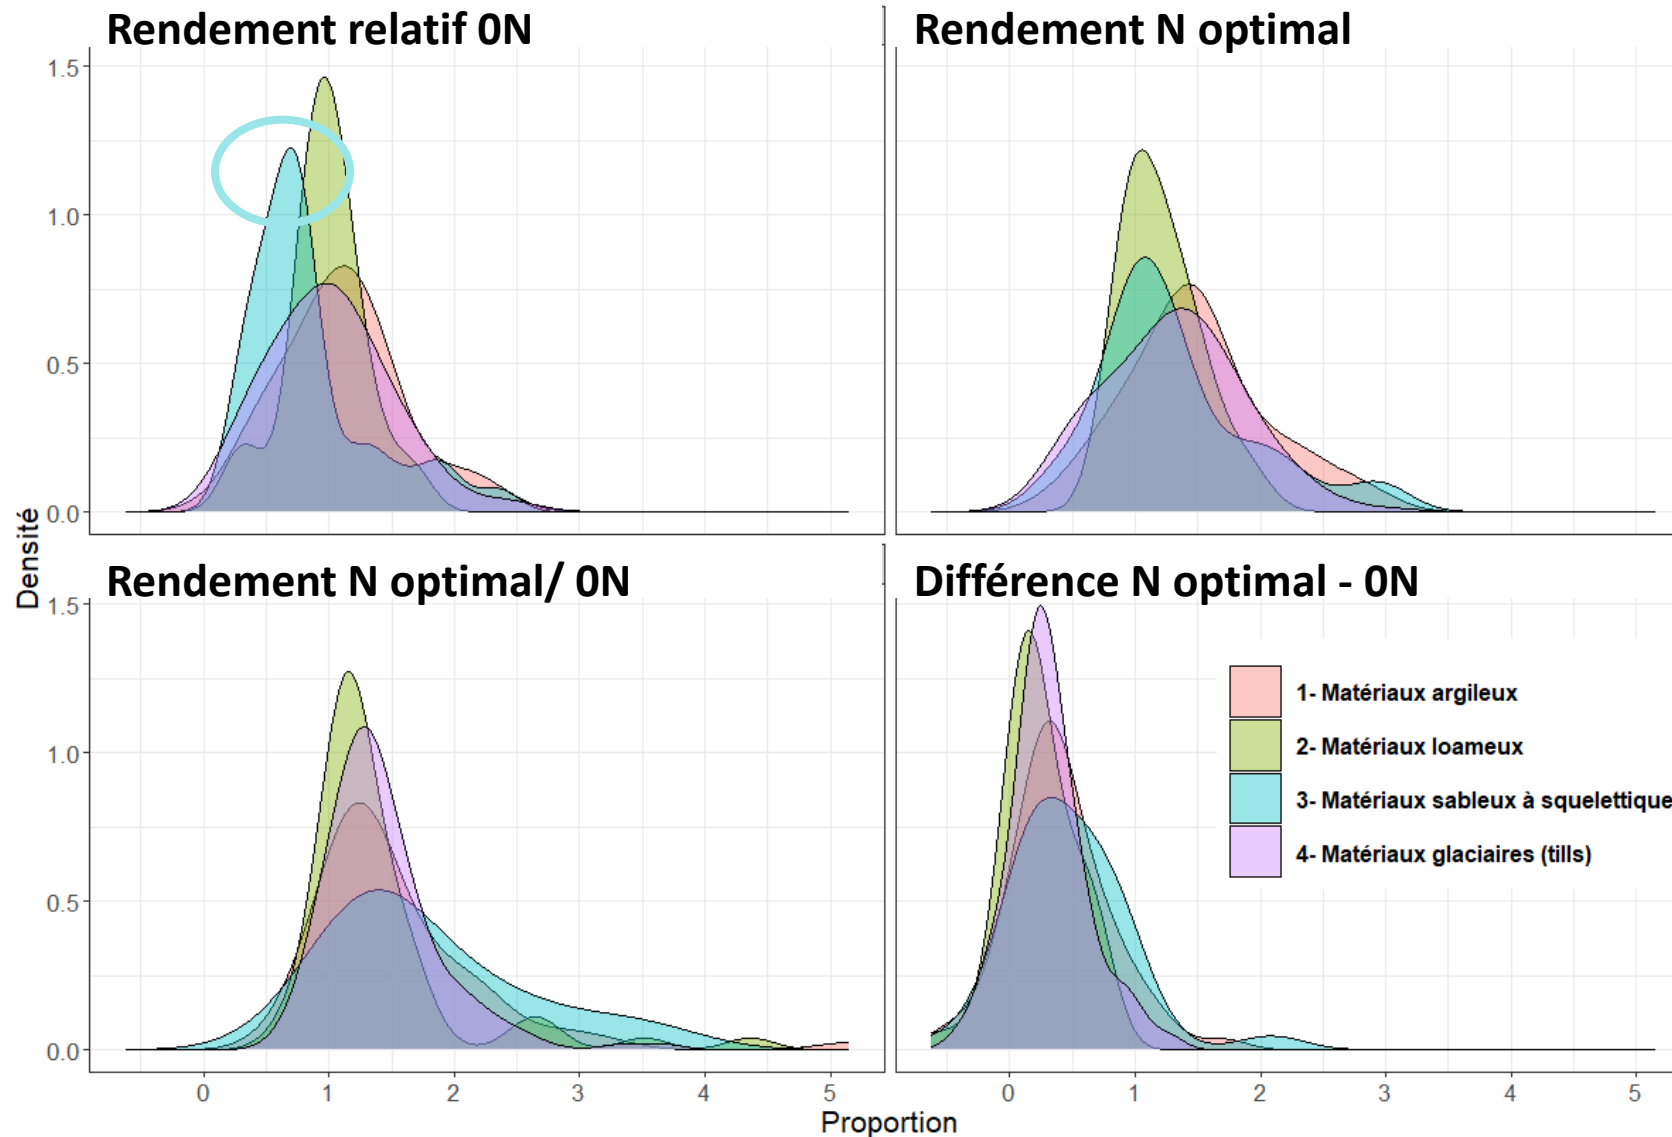 Rendement relatif 0N
Rendement N optimal
1.5
1.0
0.5
0.0
Densité
Rendement N optimal/ 0N
Différence N optimal - 0N
1.5
1.0
0.5
0.0
1- Matériaux argileux
2- Matériaux loameux
3- Matériaux sableux à squelettique
4- Matériaux glaciaires (tills)
0 1 2 3 4 5
0 1 2 3 4 5
Proportion